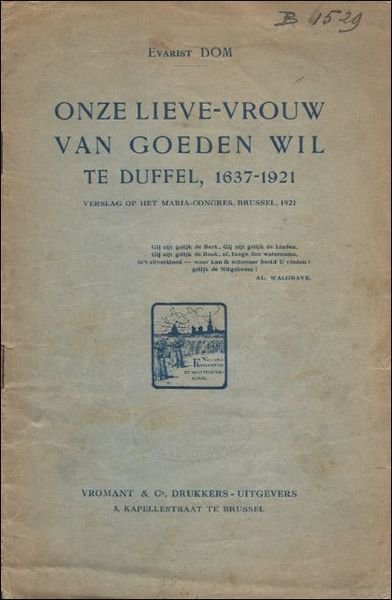 B 1529
EVARIST DOM
ONZE LIEVE-VROUW
VAN GOEDEN WIL
TE DUFFEL, 1637-1921
VERSLAG OP HET MARIA-CONGRES, BRUSSEL, 1921
Gij zijt gelijk de Berk, Gij zijt gelijk de Linden,
Gij zijt gelijk de Beuk, of, langs den waterzoom,
in't zilverkleed — waar kan ik schooner beeld U vinden?
gelijk de Wilgeboom!
AL. WALGRAVE.
VROMANT & Co, DRUKKERS-UITGEVERS
3, KAPELLESTRAAT TE BRUSSEL